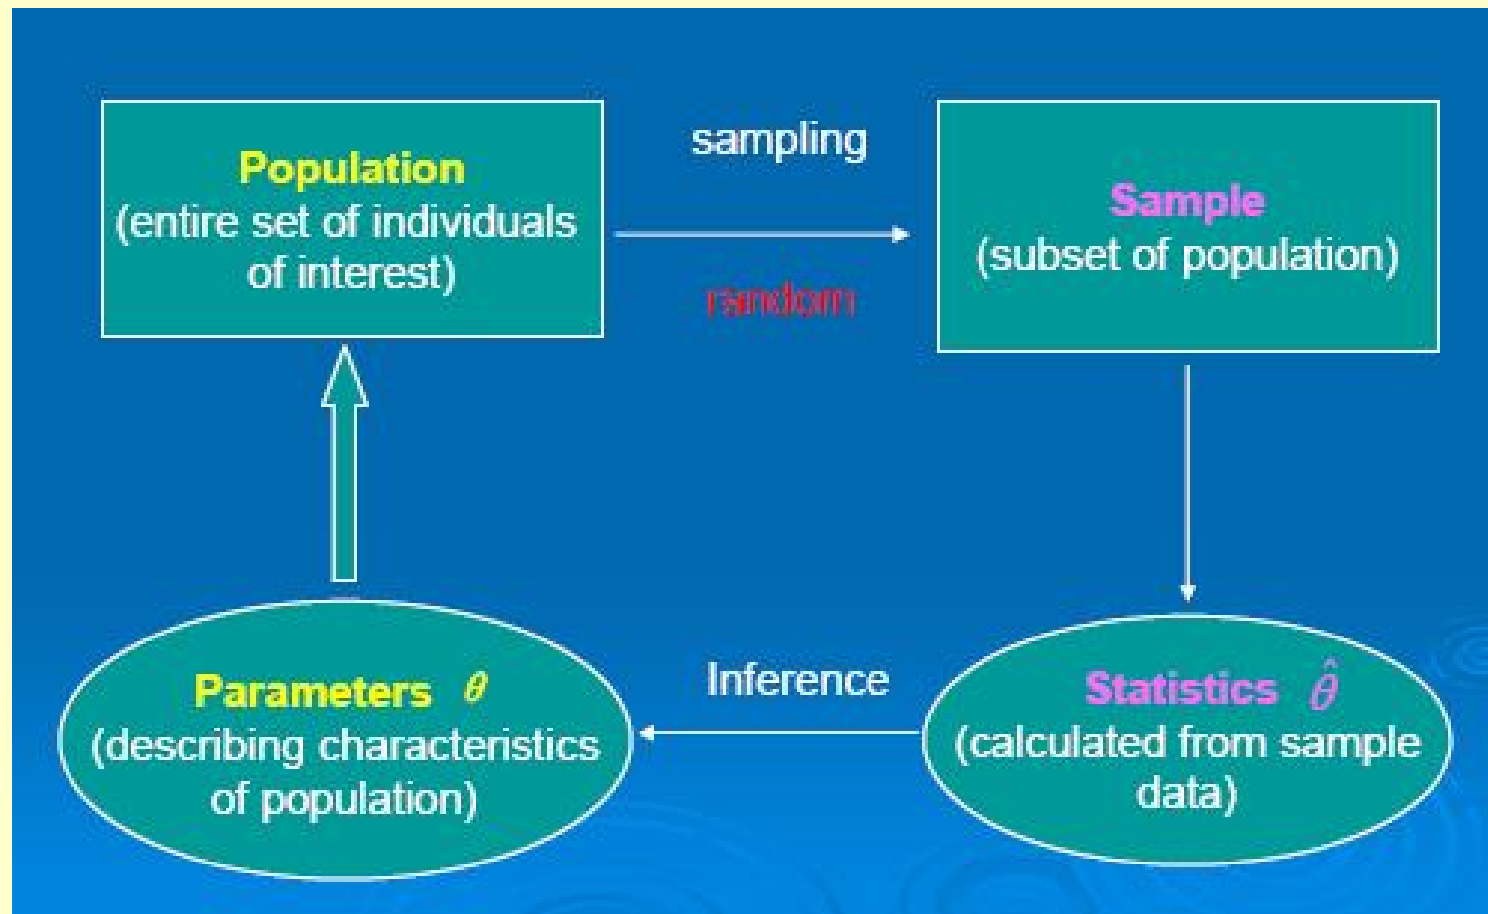 Population
(entire set of individuals
of interest)
sampling
random
Sample
(subset of population)
Parameters θ
(describing characteristics
of population)
Inference
Statistics θ̂
(calculated from sample
data)